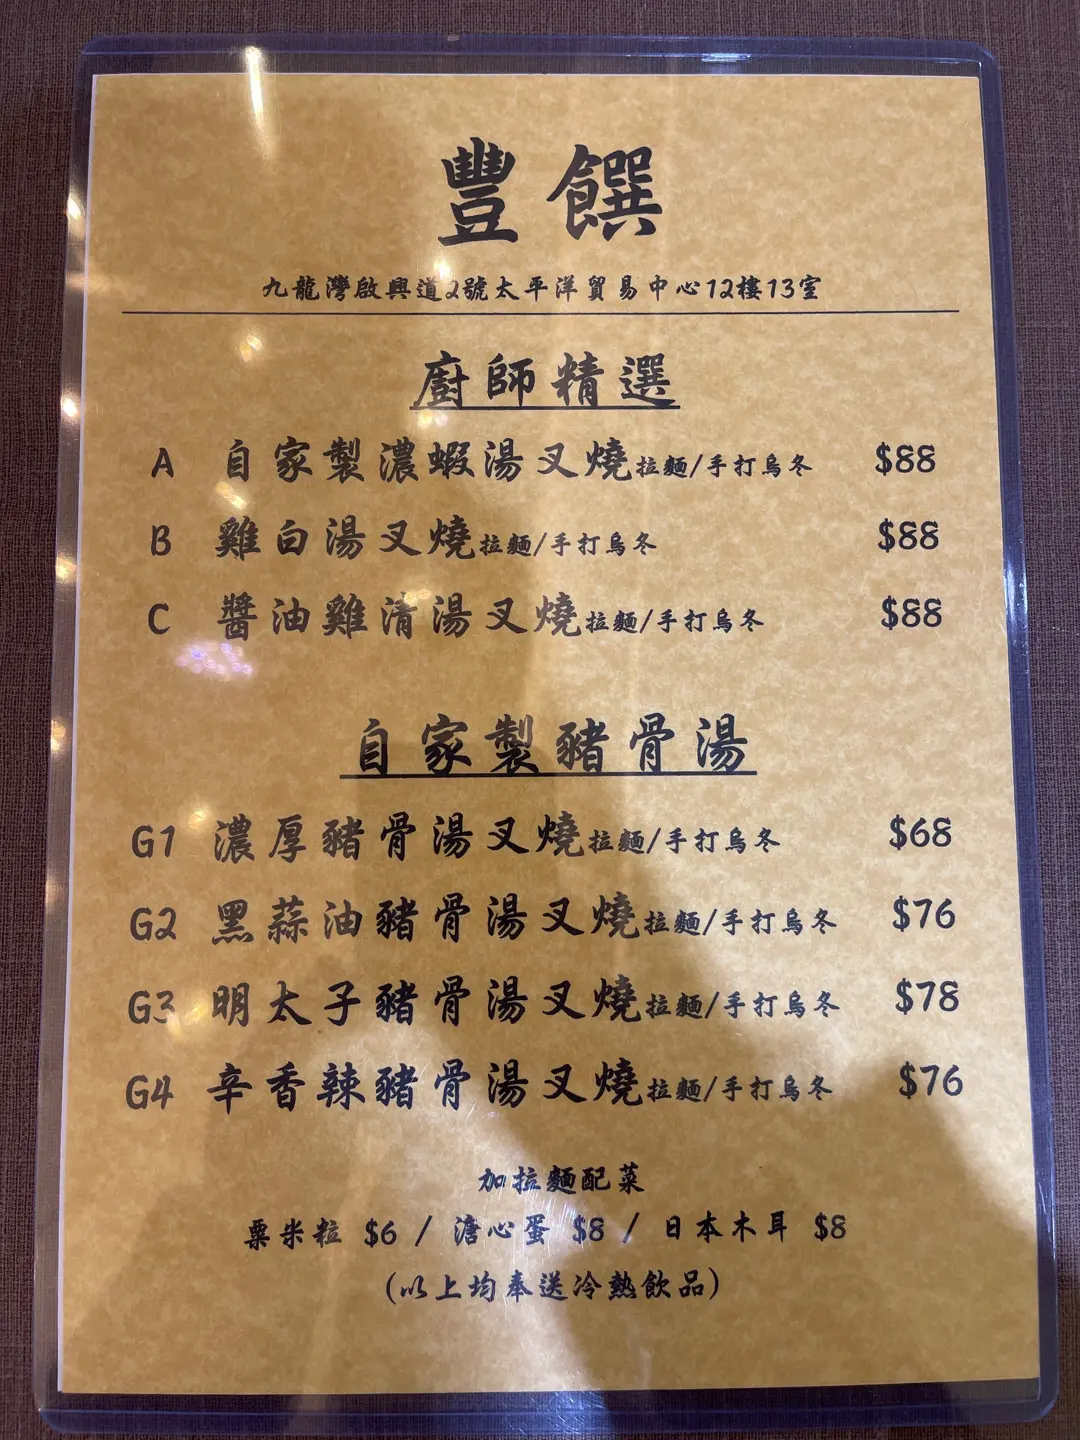 豐饌
九龍灣啟興道2號太平洋貿易中心12樓13室
廚師精選
A 自家製濃蝦湯叉燒拉麵/手打烏冬 $88
B 雞白湯叉燒拉麵/手打烏冬 $88
C 醬油雞清湯叉燒拉麵/手打烏冬 $88
自家製豬骨湯
G1 濃厚豬骨湯叉燒拉麵/手打烏冬 $68
G2 黑蒜油豬骨湯叉燒拉麵/手打烏冬 $76
G3 明太子豬骨湯叉燒拉麵/手打烏冬 $78
G4 辛香辣豬骨湯叉燒拉麵/手打烏冬 $76
加拉麵配菜
粟米粒 $6 / 溏心蛋 $8 / 日本木耳 $8
(以上均奉送冷熱飲品)